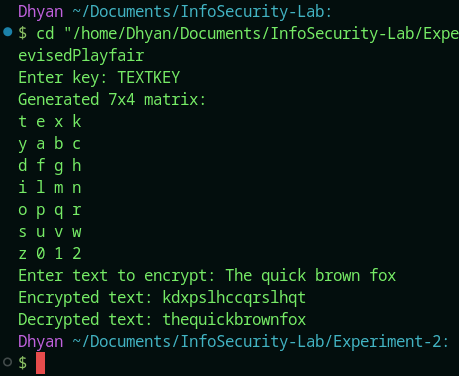 Dhyan ~/Documents/InfoSecurity-Lab:
$ cd "/home/Dhyan/Documents/InfoSecurity-Lab/Expe
evisedPlayfair
Enter key: TEXTKEY
Generated 7x4 matrix:
t e x k
y a b c
d f g h
i l m n
o p q r
s u v w
z 0 1 2
Enter text to encrypt: The quick brown fox
Encrypted text: kdxpslhccqrslhqt
Decrypted text: thequickbrownfox
Dhyan ~/Documents/InfoSecurity-Lab/Experiment-2:
$